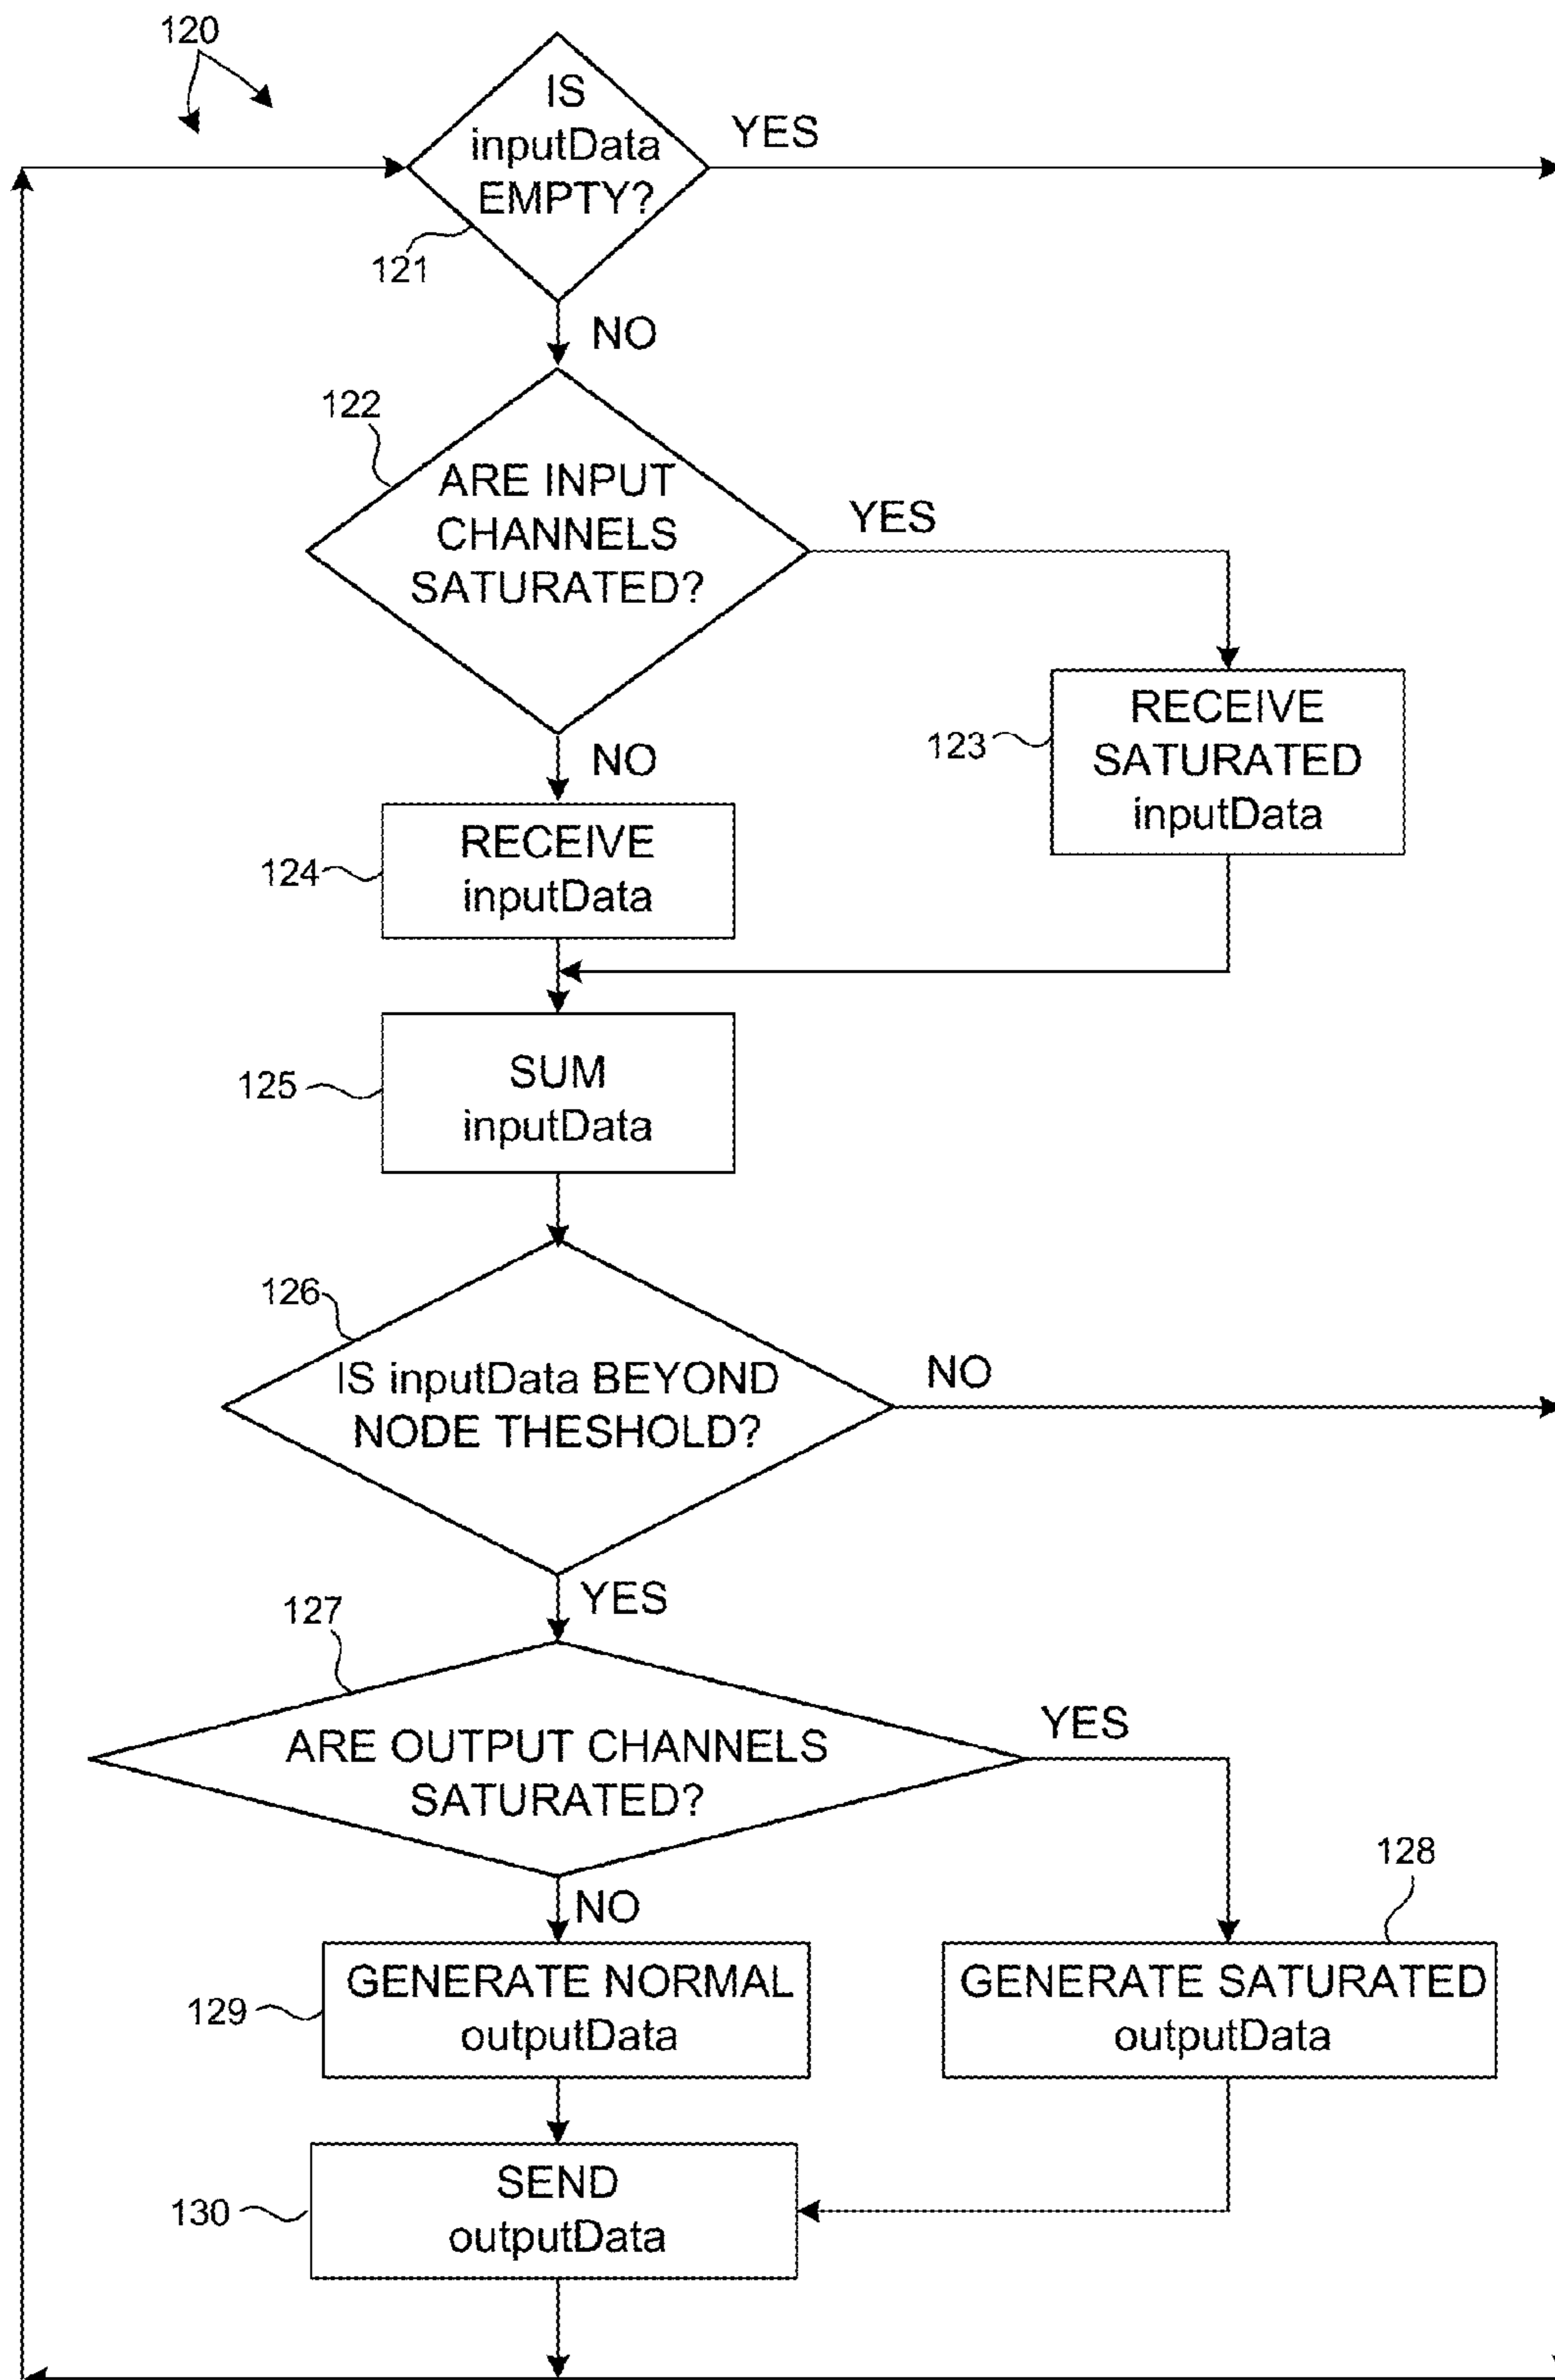 120
IS
inputData
EMPTY?
YES
121
NO
122
ARE INPUT
CHANNELS
SATURATED?
YES
NO
123
RECEIVE
SATURATED
inputData
124
RECEIVE
inputData
125
SUM
inputData
126
IS inputData BEYOND
NODE THESHOLD?
NO
YES
127
ARE OUTPUT CHANNELS
SATURATED?
YES
128
NO
129
GENERATE NORMAL
outputData
GENERATE SATURATED
outputData
130
SEND
outputData